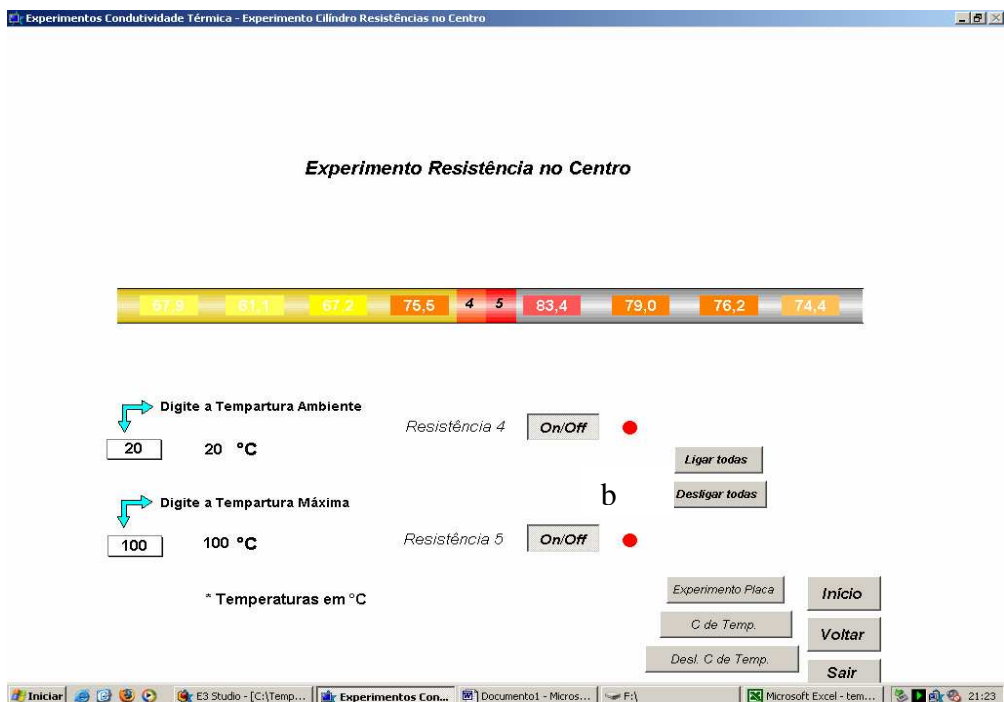 Experimentos Condutividade Térmica - Experimento Cilíndro Resistências no Centro
Experimento Resistência no Centro
57,9 61,1 67,2 75,5 4 5 83,4 79,0 76,2 74,4
Digite a Tempartura Ambiente
20 20 °C
Resistência 4 On/Off
Ligar todas
b
Desligar todas
Digite a Tempartura Máxima
100 100 °C
Resistência 5 On/Off
* Temperaturas em °C
Experimento Placa
Início
C de Temp.
Voltar
Desl. C de Temp.
Sair
Iniciar E3 Studio - [C:\Temp... Experimentos Con... Documento1 - Micros... F:\ Microsoft Excel - tem... 21:23